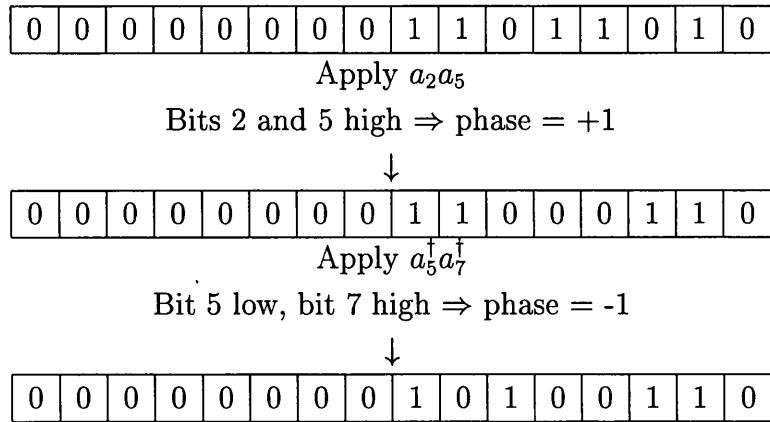 0 0 0 0 0 0 0 0 1 1 0 1 1 0 1 0
Apply a₂a₅
Bits 2 and 5 high ⇒ phase = +1
↓
0 0 0 0 0 0 0 0 1 1 0 0 0 1 1 0
Apply a₅†a₇†
Bit 5 low, bit 7 high ⇒ phase = -1
↓
0 0 0 0 0 0 0 0 1 0 1 0 0 1 1 0